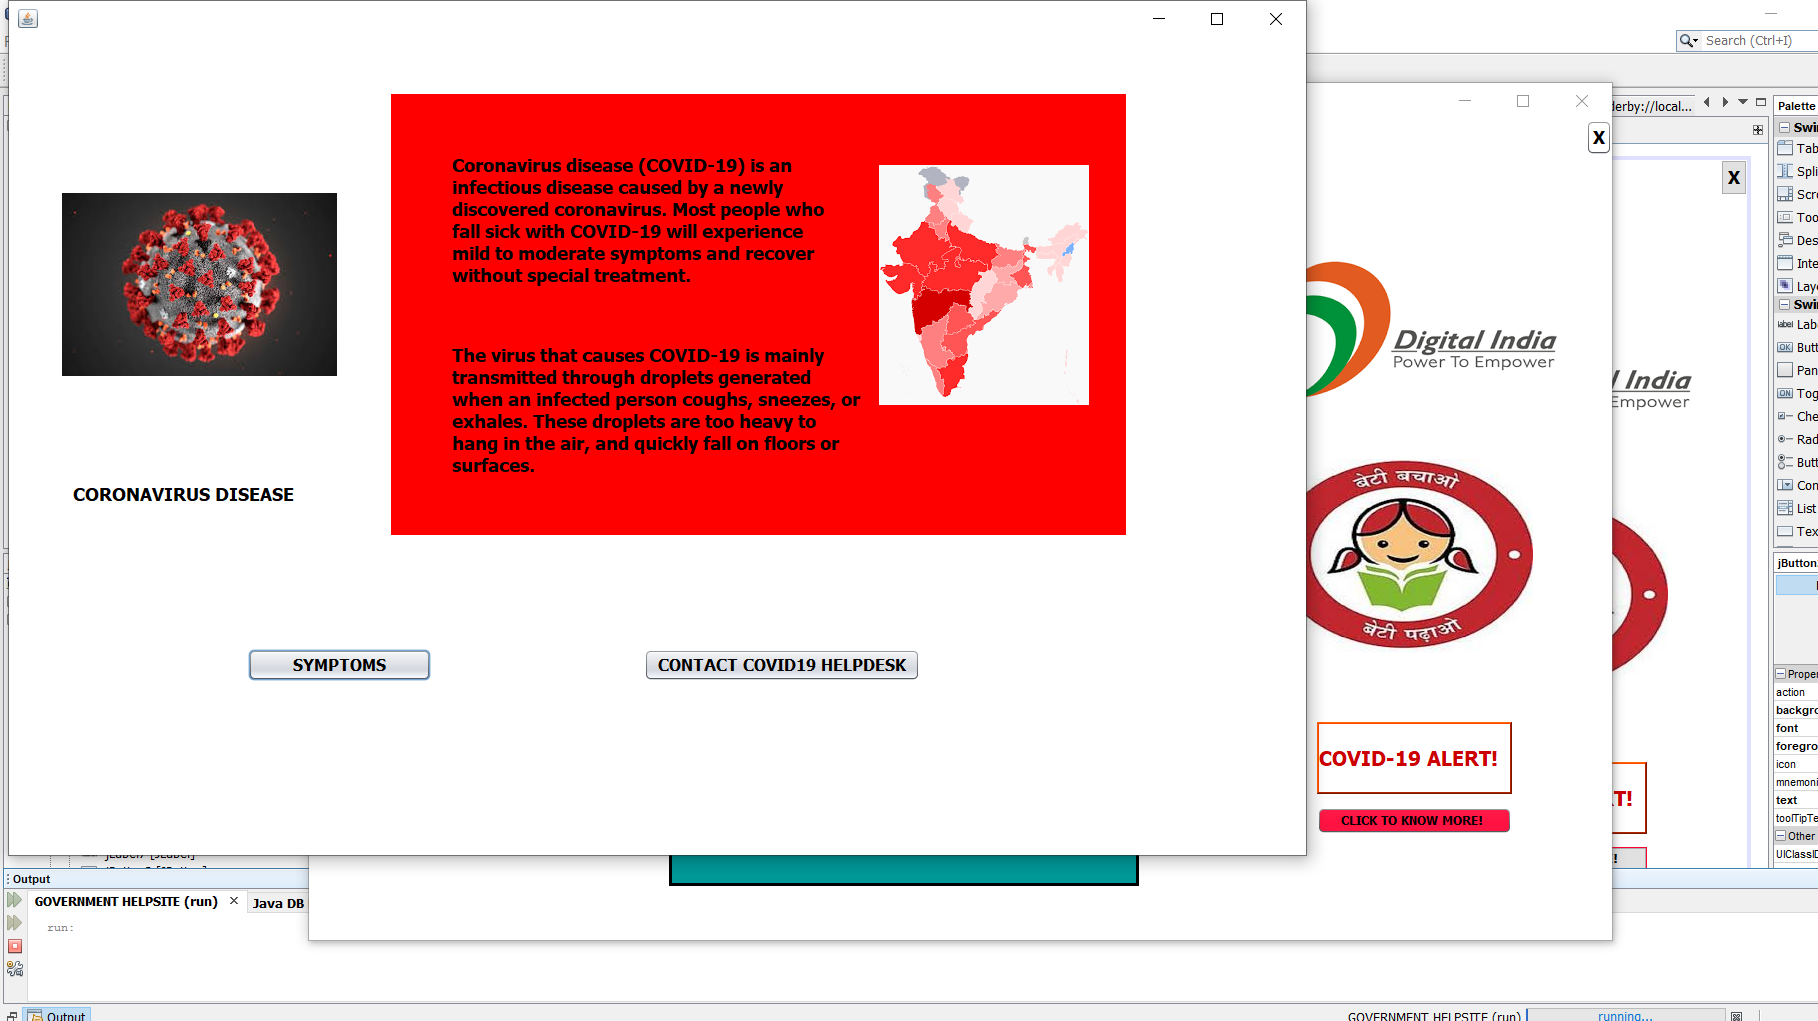 Search (Ctrl+I)
derby://local...
Palette
X
X
Coronavirus disease (COVID-19) is an
infectious disease caused by a newly
discovered coronavirus. Most people who
fall sick with COVID-19 will experience
mild to moderate symptoms and recover
without special treatment.
The virus that causes COVID-19 is mainly
transmitted through droplets generated
when an infected person coughs, sneezes, or
exhales. These droplets are too heavy to
hang in the air, and quickly fall on floors or
surfaces.
CORONAVIRUS DISEASE
SYMPTOMS
CONTACT COVID19 HELPDESK
Digital India
Power To Empower
India
Empower
बेटी बचाओ
बेटी पढ़ाओ
COVID-19 ALERT!
CLICK TO KNOW MORE!
T!
!
Swi
Tab
Spli
Scr
Too
Des
Inte
Lay
Swi
label Lab
OK Butt
Pan
ON Tog
Che
Rad
Butt
Con
List
Tex
jButton
Proper
action
backgro
font
foregro
icon
mnemoni
text
toolTipTe
Other
UIClassID
Output
GOVERNMENT HELPSITE (run)
Java DB
run:
Output
GOVERNMENT HELPSITE (run)
running...